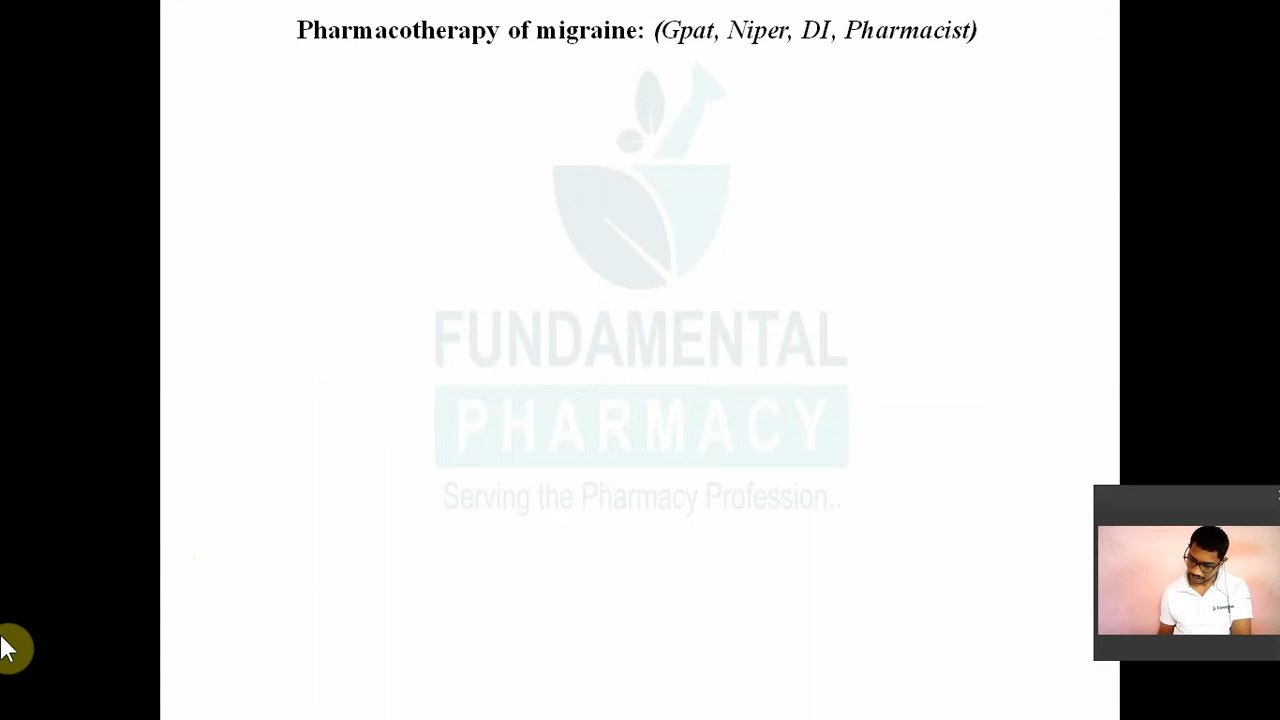 Pharmacotherapy of migraine: (Gpat, Niper, DI, Pharmacist)
FUNDAMENTAL
PHARMACY
Serving the Pharmacy Profession..